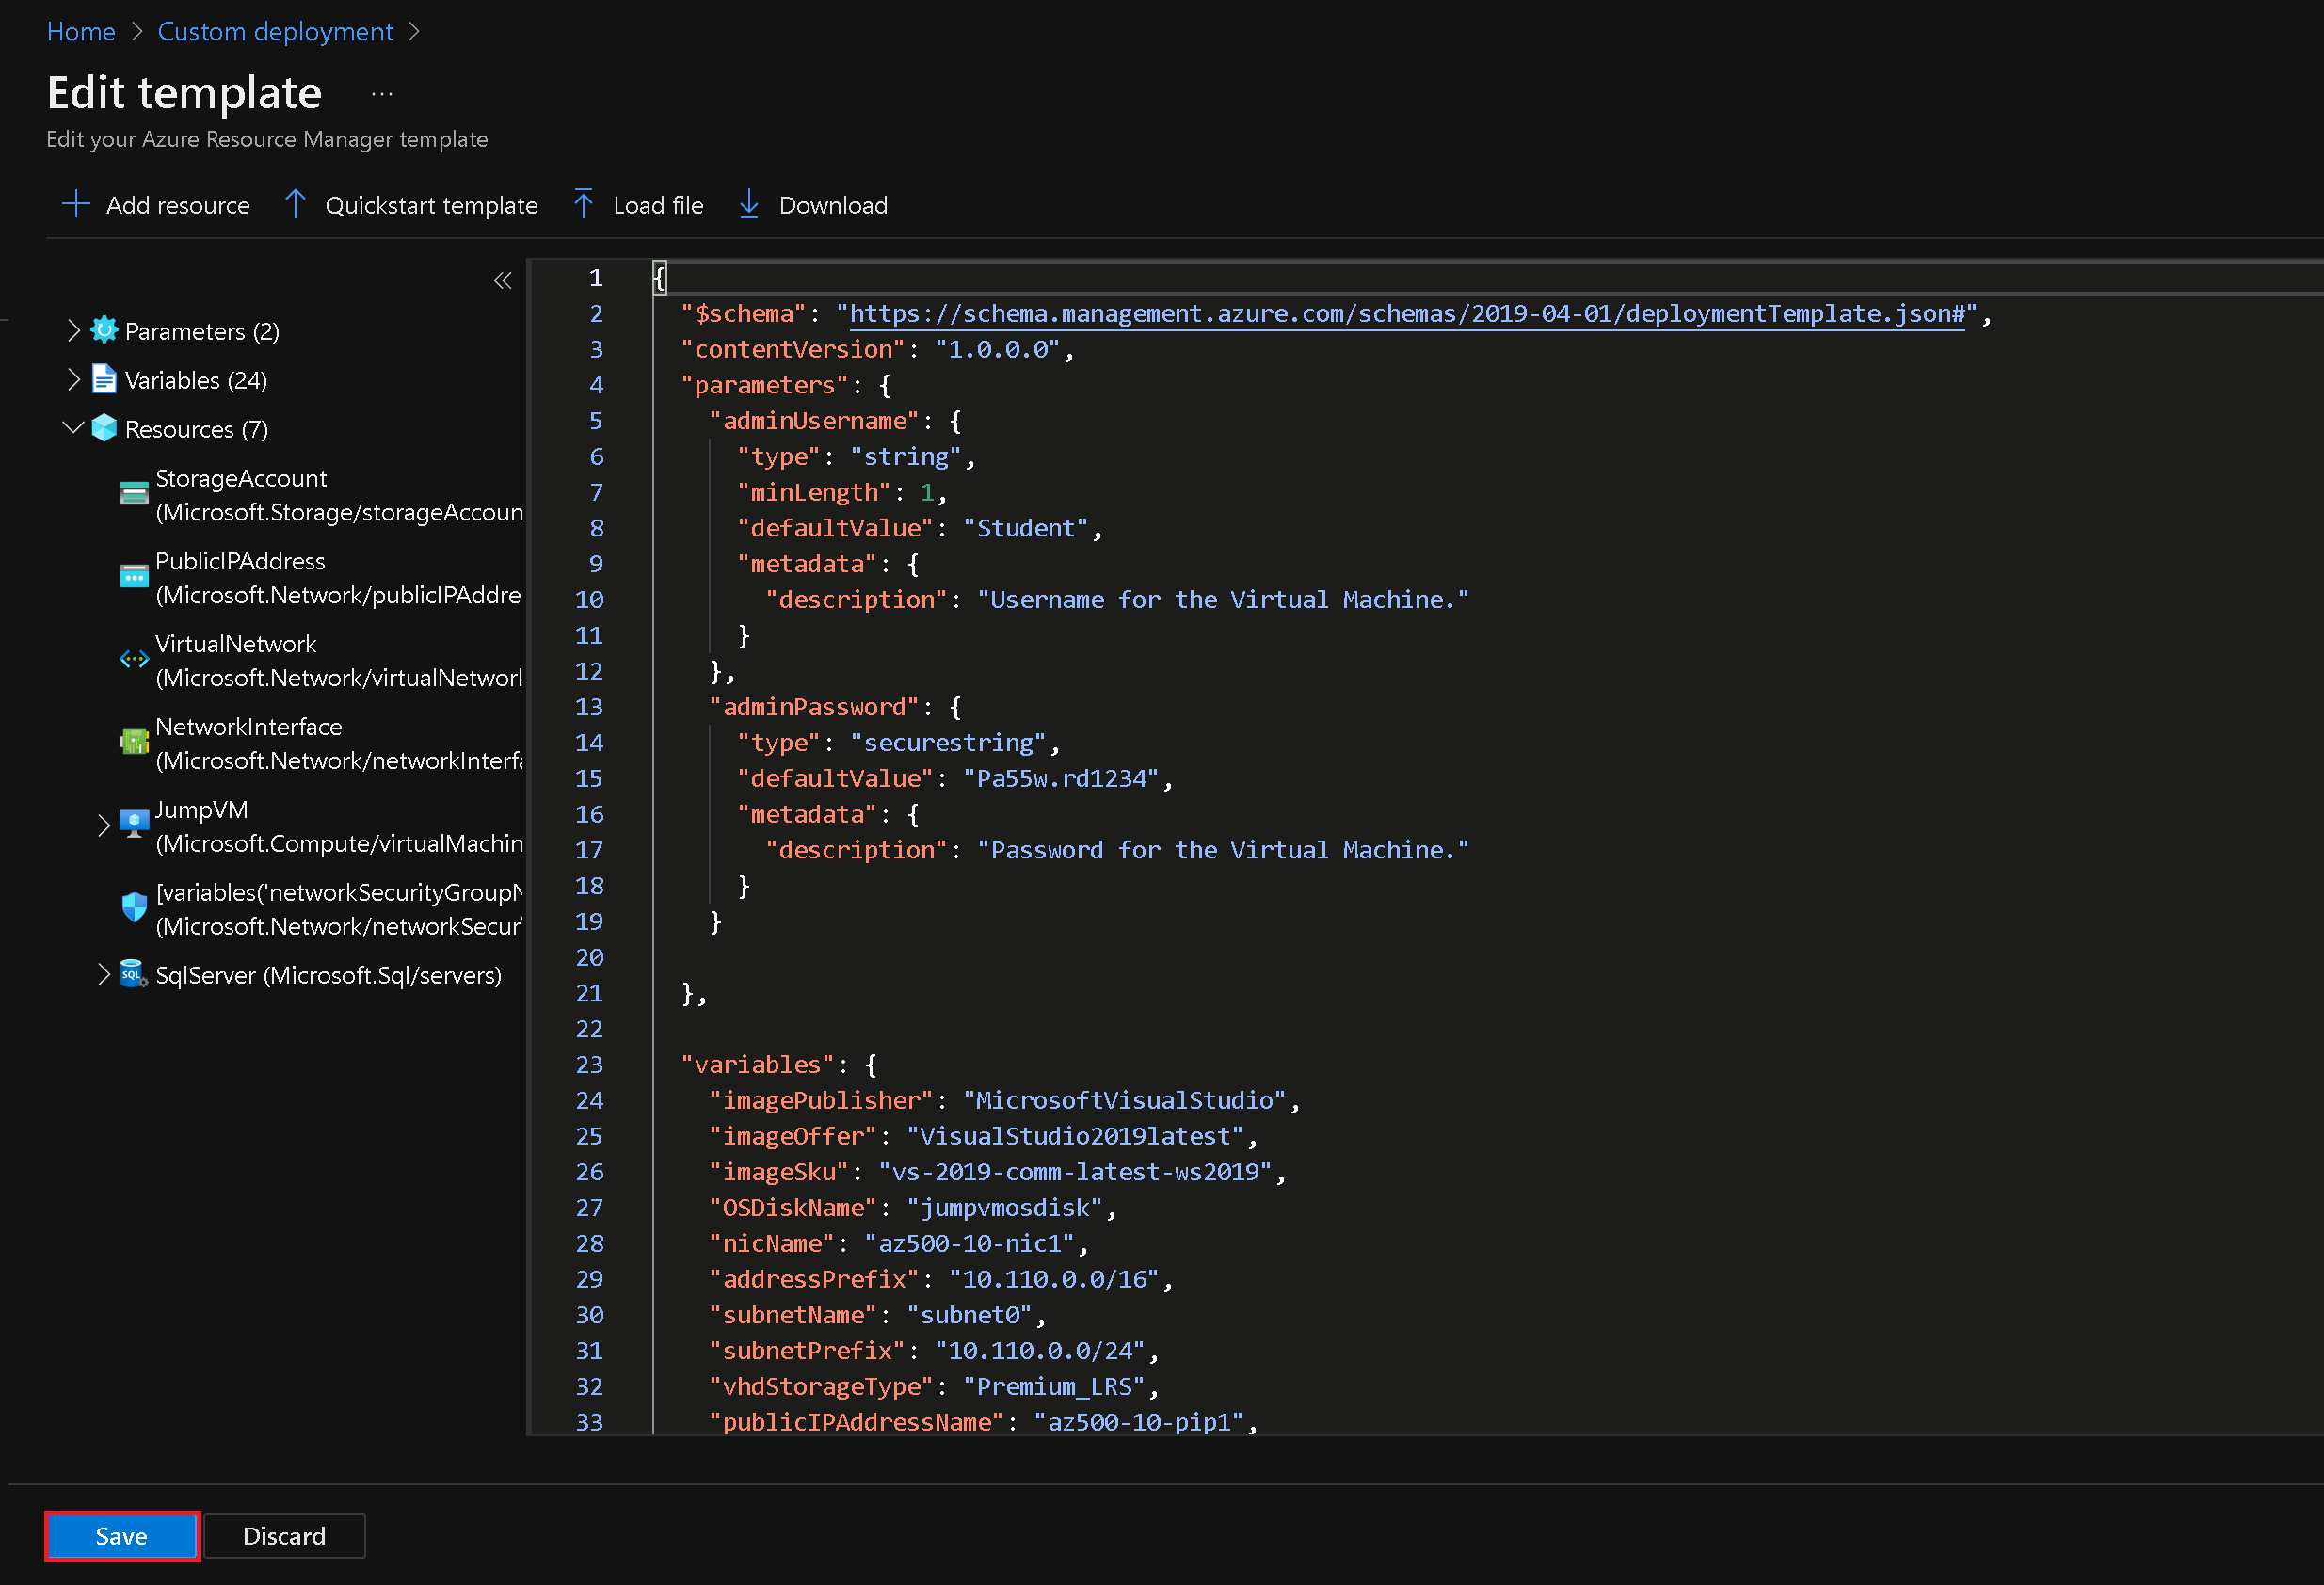 Home > Custom deployment >
Edit template ...
Edit your Azure Resource Manager template
Add resource Quickstart template Load file Download
Parameters (2)
Variables (24)
Resources (7)
StorageAccount
(Microsoft.Storage/storageAccoun
PublicIPAddress
(Microsoft.Network/publicIPAddre
VirtualNetwork
(Microsoft.Network/virtualNetwork
NetworkInterface
(Microsoft.Network/networkInterfa
JumpVM
(Microsoft.Compute/virtualMachin
[variables('networkSecurityGroupN
(Microsoft.Network/networkSecuri
SqlServer (Microsoft.Sql/servers)
1 {
2 "$schema": "https://schema.management.azure.com/schemas/2019-04-01/deploymentTemplate.json#",
3 "contentVersion": "1.0.0.0",
4 "parameters": {
5 "adminUsername": {
6 "type": "string",
7 "minLength": 1,
8 "defaultValue": "Student",
9 "metadata": {
10 "description": "Username for the Virtual Machine."
11 }
12 },
13 "adminPassword": {
14 "type": "securestring",
15 "defaultValue": "Pa55w.rd1234",
16 "metadata": {
17 "description": "Password for the Virtual Machine."
18 }
19 }
20
21 },
22
23 "variables": {
24 "imagePublisher": "MicrosoftVisualStudio",
25 "imageOffer": "VisualStudio2019latest",
26 "imageSku": "vs-2019-comm-latest-ws2019",
27 "OSDiskName": "jumpvmosdisk",
28 "nicName": "az500-10-nic1",
29 "addressPrefix": "10.110.0.0/16",
30 "subnetName": "subnet0",
31 "subnetPrefix": "10.110.0.0/24",
32 "vhdStorageType": "Premium_LRS",
33 "publicIPAddressName": "az500-10-pip1",
Save Discard